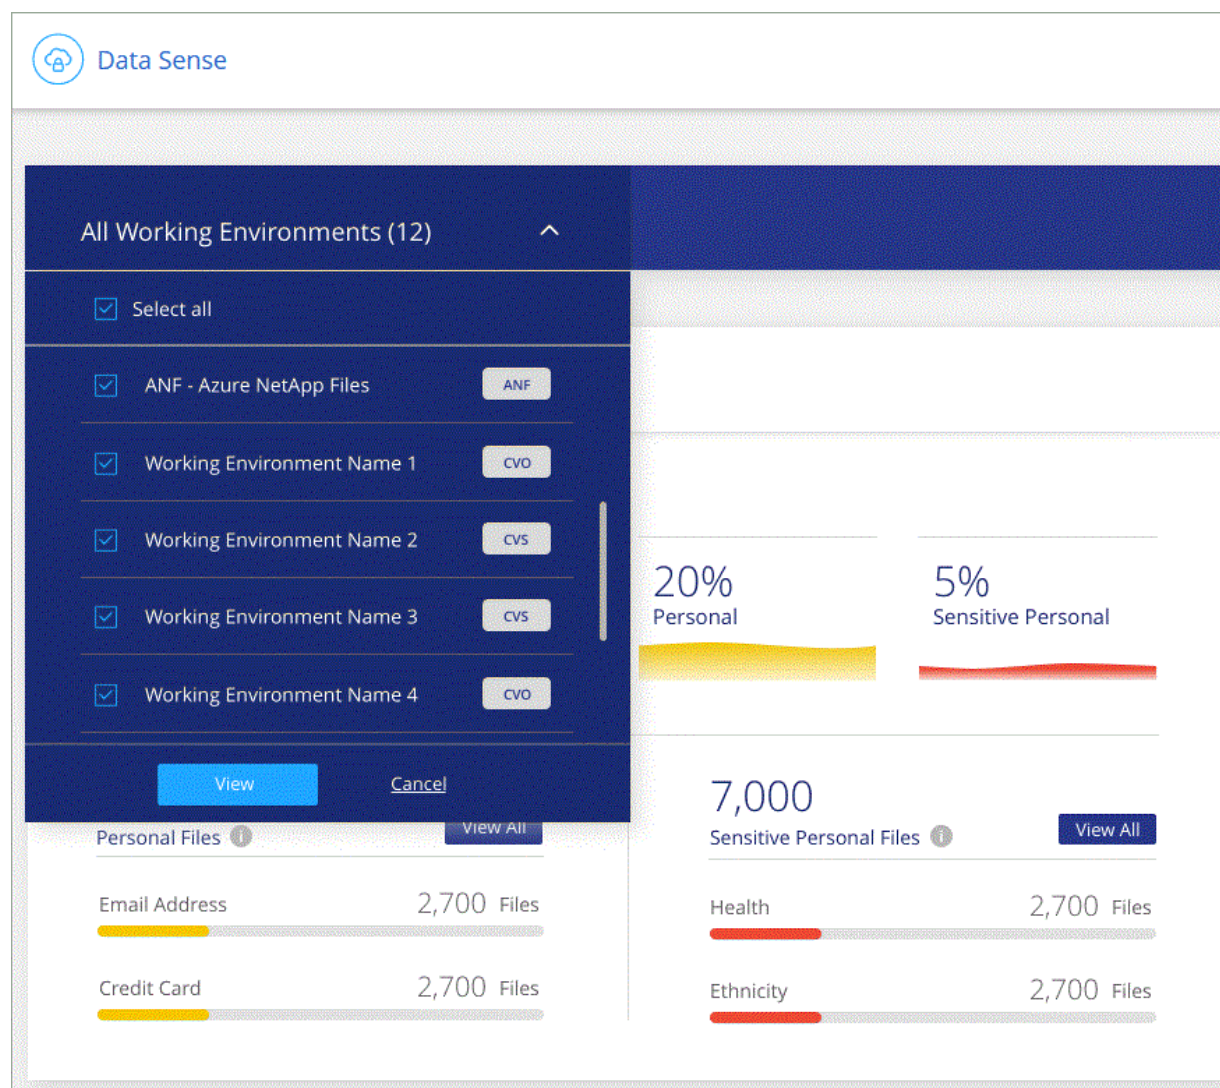 Data Sense
All Working Environments (12)
Select all
ANF - Azure NetApp Files ANF
Working Environment Name 1 CVO
Working Environment Name 2 CVS
Working Environment Name 3 CVS
Working Environment Name 4 CVO
View Cancel
20%
Personal
5%
Sensitive Personal
Personal Files View All
Email Address 2,700 Files
Credit Card 2,700 Files
7,000
Sensitive Personal Files View All
Health 2,700 Files
Ethnicity 2,700 Files